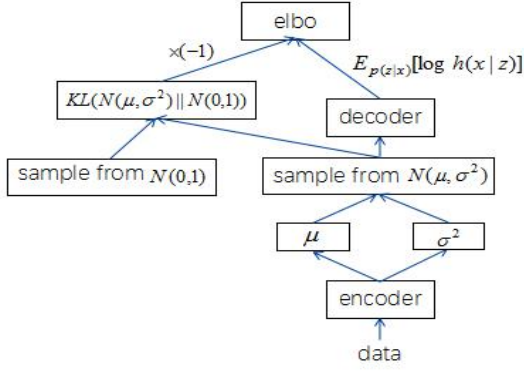 elbo
×(−1)
E_{p(z|x)}[log h(x | z)]
KL(N(μ,σ²) || N(0,1))
decoder
sample from N(0,1)
sample from N(μ,σ²)
μ
σ²
encoder
data